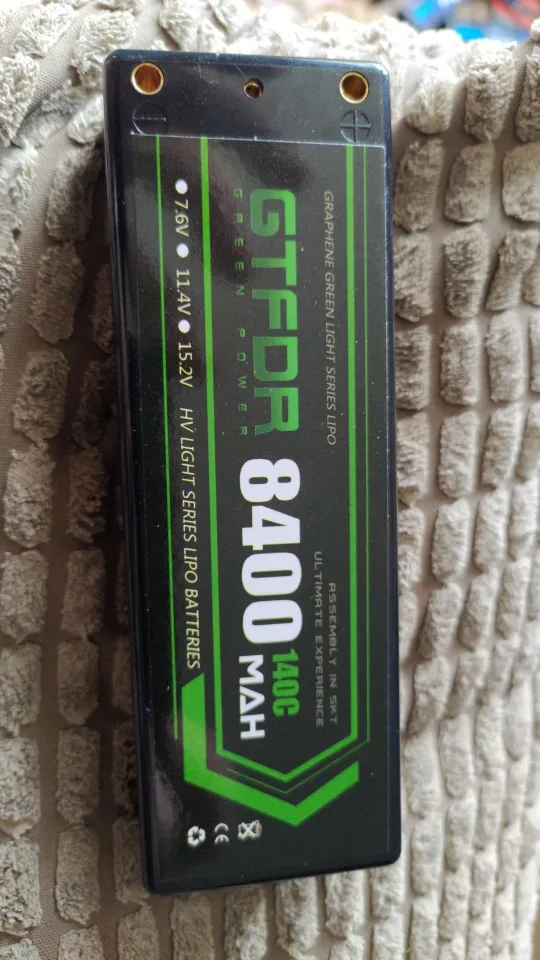 GRAPHENE GREEN LIGHT SERIES LIPO
GTFDR
GREEN POWER
ASSEMBLY IN SKT
ULTIMATE EXPERIENCE
8400 140C
MAH
7.6V 11.4V 15.2V HV LIGHT SERIES LIPO BATTERIES
CE